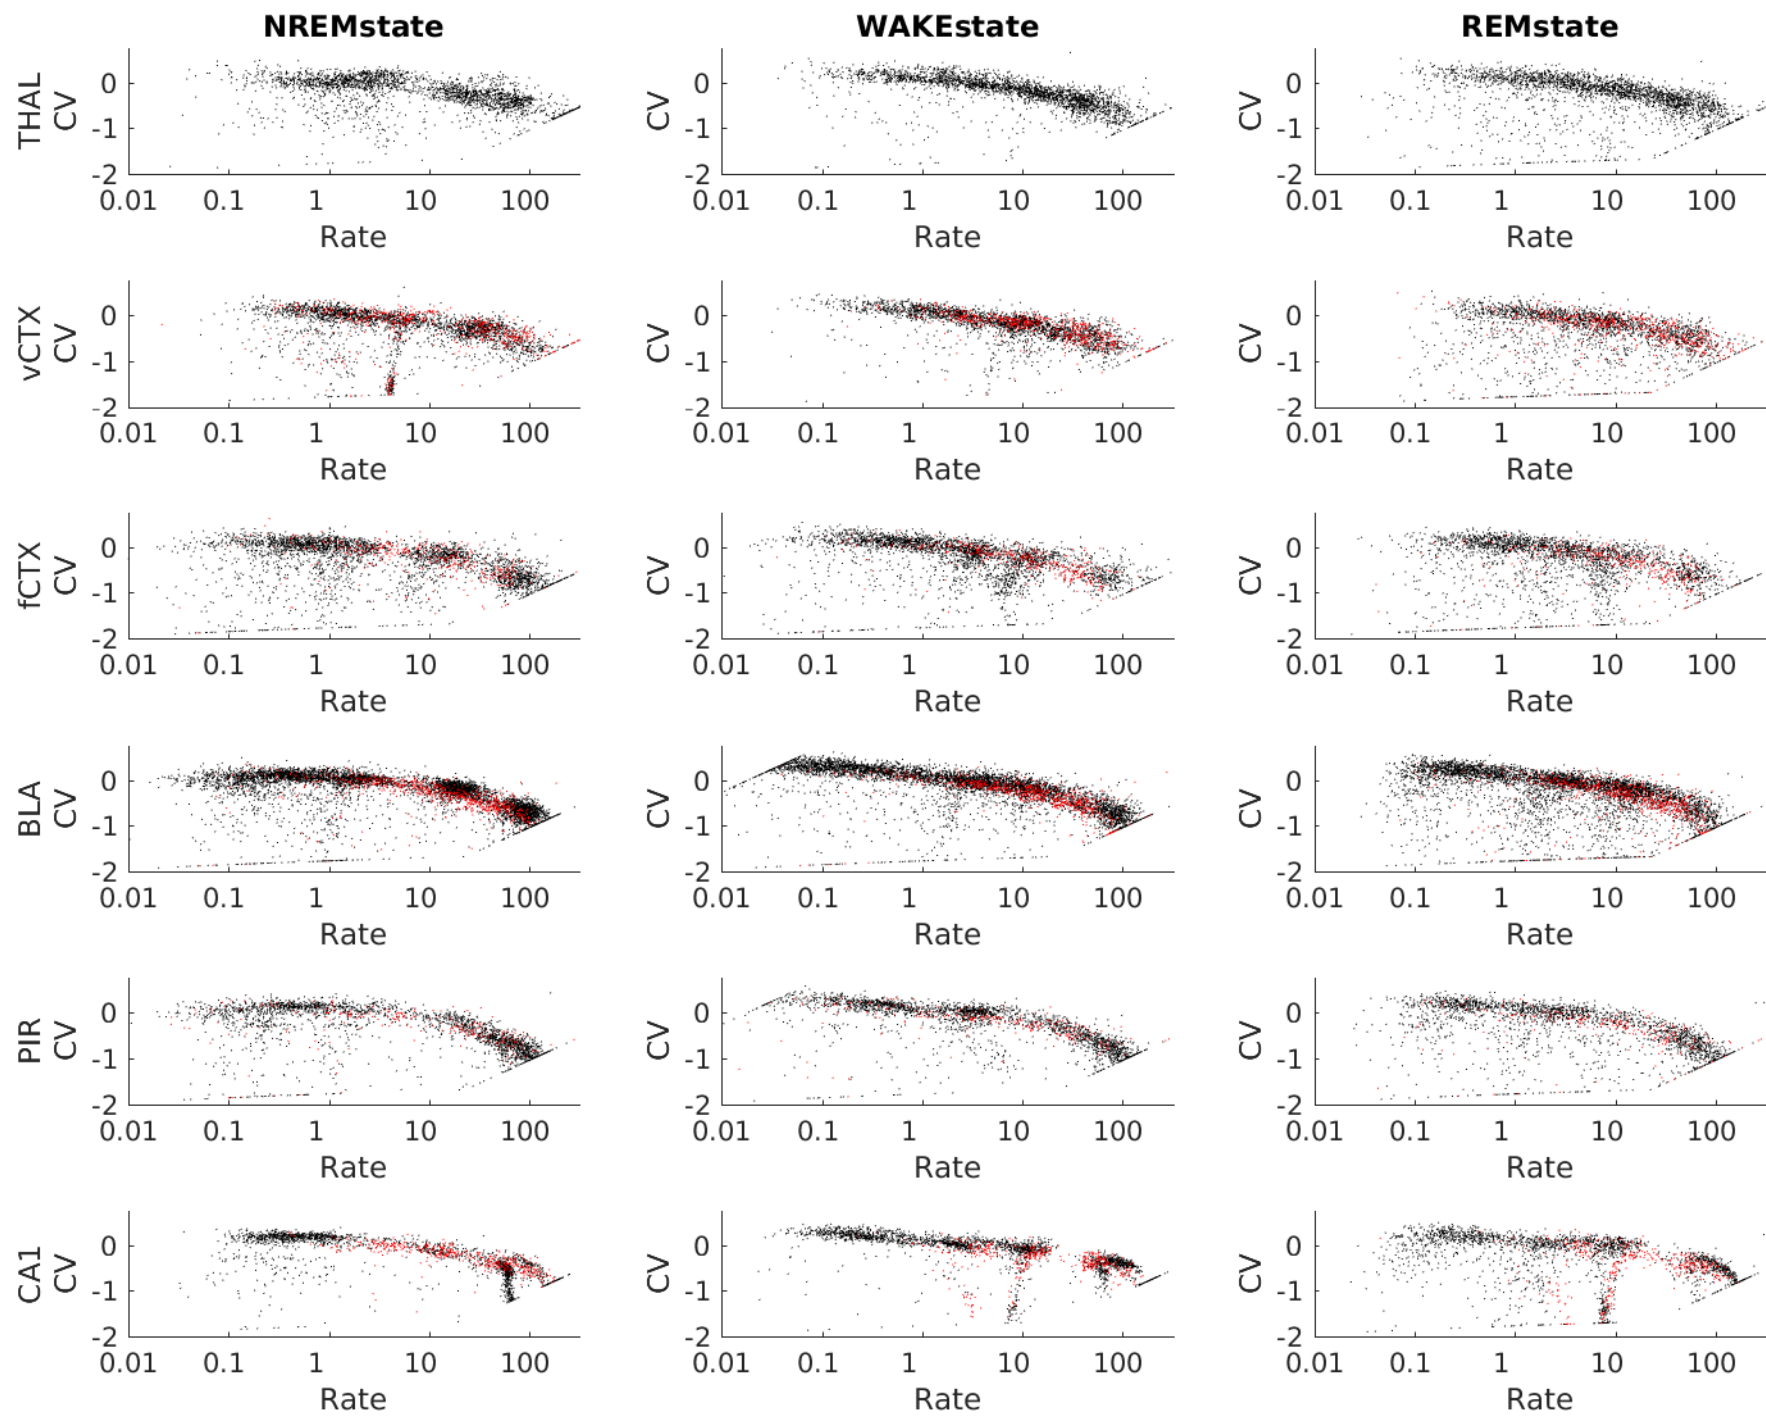 NREMstate WAKEstate REMstate
THAL
CV CV CV
0 0 0
-1 -1 -1
-2 -2 -2
0.01 0.1 1 10 100 0.01 0.1 1 10 100 0.01 0.1 1 10 100
Rate Rate Rate
vCTX
CV CV CV
0 0 0
-1 -1 -1
-2 -2 -2
0.01 0.1 1 10 100 0.01 0.1 1 10 100 0.01 0.1 1 10 100
Rate Rate Rate
fCTX
CV CV CV
0 0 0
-1 -1 -1
-2 -2 -2
0.01 0.1 1 10 100 0.01 0.1 1 10 100 0.01 0.1 1 10 100
Rate Rate Rate
BLA
CV CV CV
0 0 0
-1 -1 -1
-2 -2 -2
0.01 0.1 1 10 100 0.01 0.1 1 10 100 0.01 0.1 1 10 100
Rate Rate Rate
PIR
CV CV CV
0 0 0
-1 -1 -1
-2 -2 -2
0.01 0.1 1 10 100 0.01 0.1 1 10 100 0.01 0.1 1 10 100
Rate Rate Rate
CA1
CV CV CV
0 0 0
-1 -1 -1
-2 -2 -2
0.01 0.1 1 10 100 0.01 0.1 1 10 100 0.01 0.1 1 10 100
Rate Rate Rate